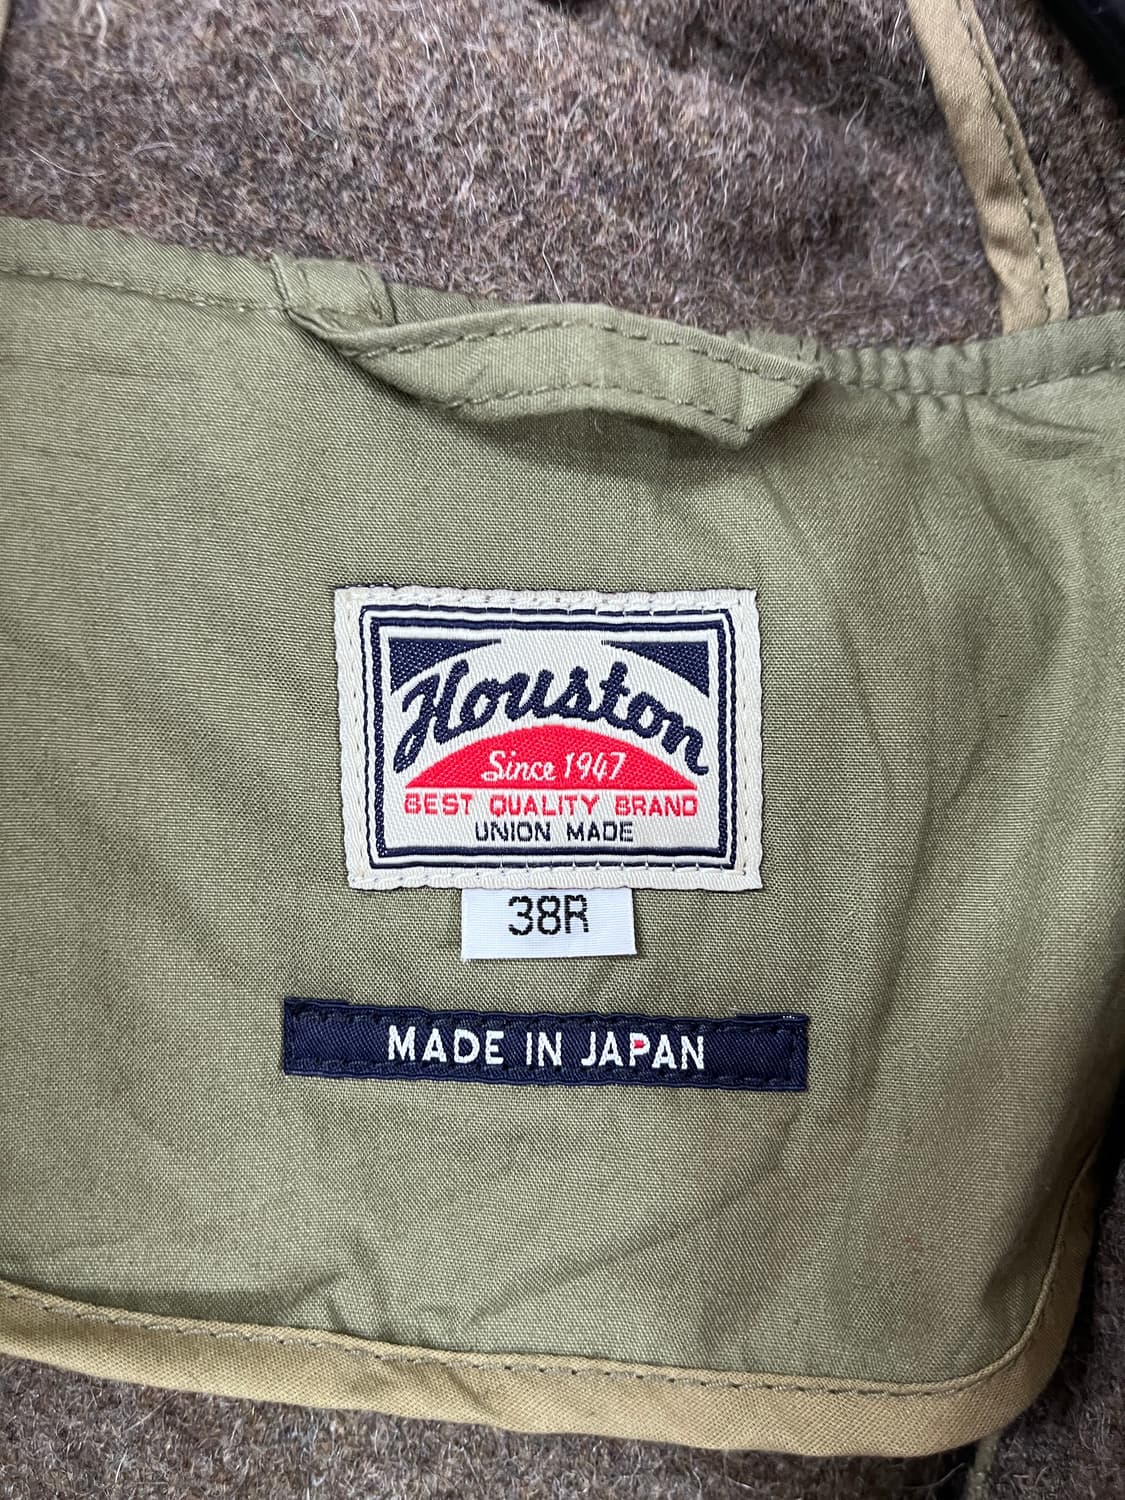 Houston
Since 1947
BEST QUALITY BRAND
UNION MADE
38R
MADE IN JAPAN